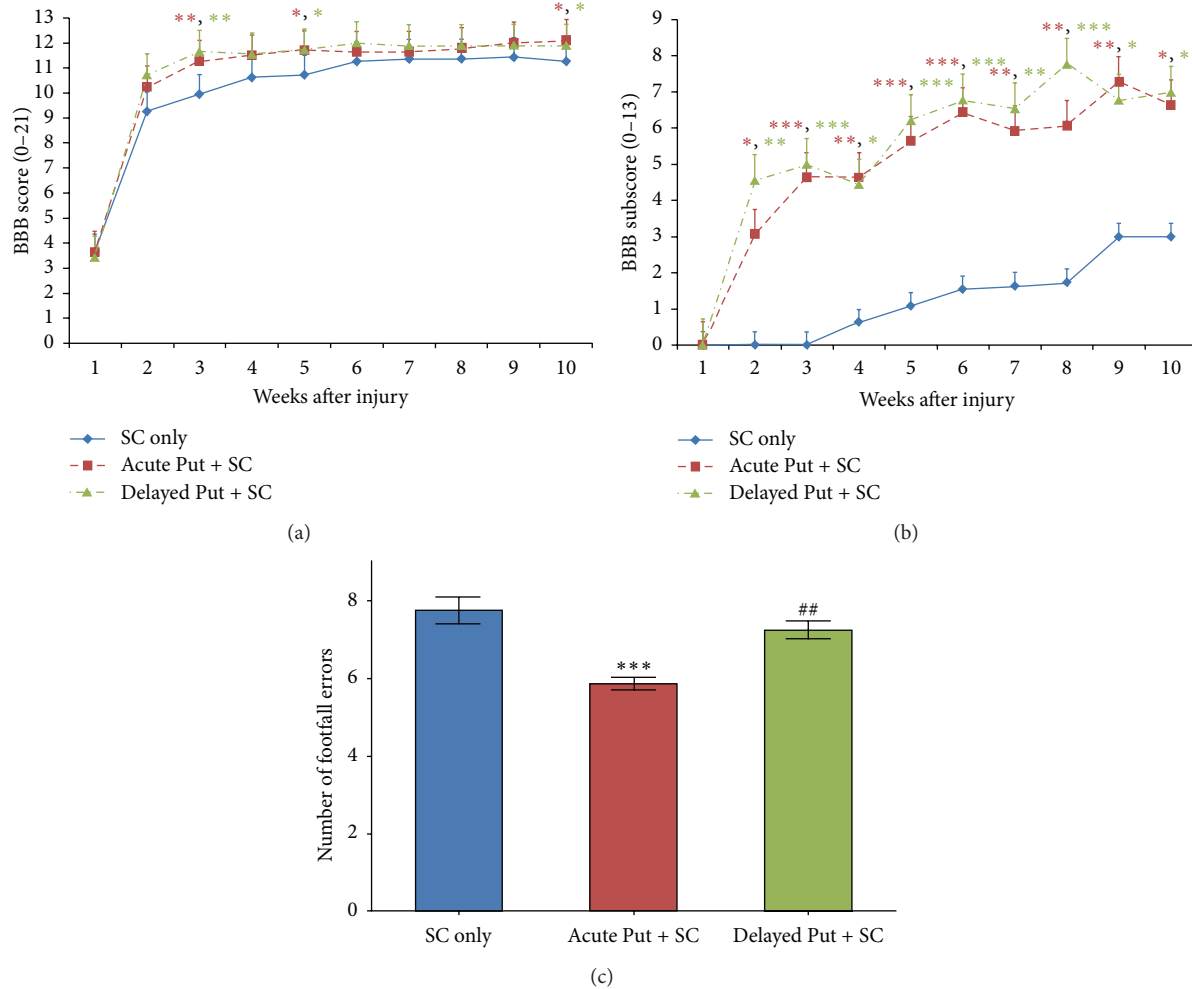 BBB score (0–21)
13
12
11
10
9
8
7
6
5
4
3
2
1
0
**, **
*, *
*, *
1 2 3 4 5 6 7 8 9 10
Weeks after injury
SC only
Acute Put + SC
Delayed Put + SC
(a)
BBB subscore (0–13)
9
8
7
6
5
4
3
2
1
0
*, **
***, ***
**, *
***, ***
***, ***
**, **
**, ***
**, *
*, *
1 2 3 4 5 6 7 8 9 10
Weeks after injury
SC only
Acute Put + SC
Delayed Put + SC
(b)
Number of footfall errors
8
6
4
2
0
***
##
SC only Acute Put + SC Delayed Put + SC
(c)